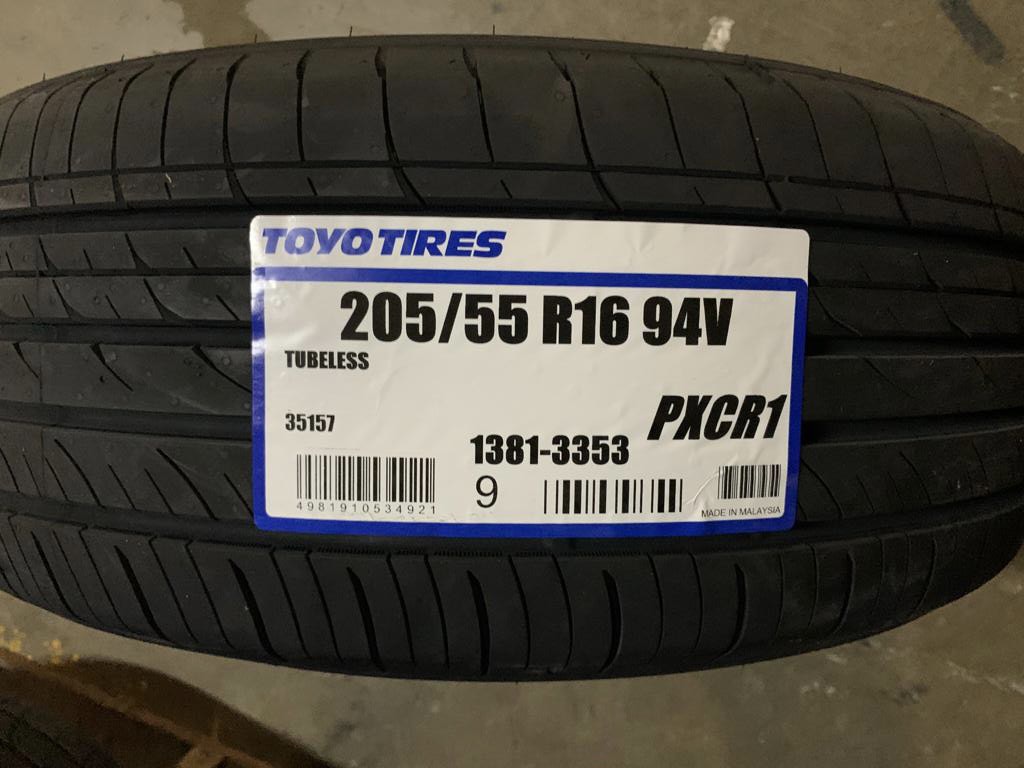 TOYO TIRES
205/55 R16 94V
TUBELESS
PXCR1
35157
1381-3353
9
4981910534921
MADE IN MALAYSIA